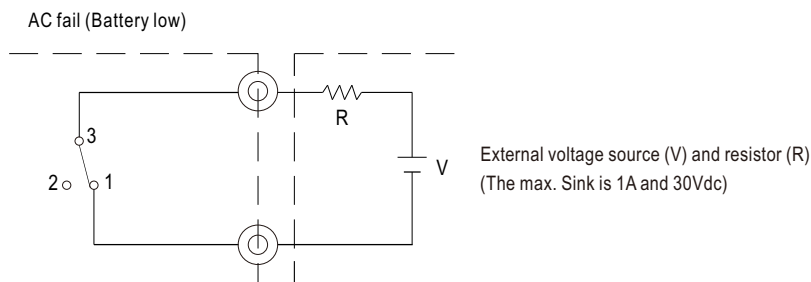 AC fail (Battery low)
3
2 1
R
V
External voltage source (V) and resistor (R)
(The max. Sink is 1A and 30Vdc)